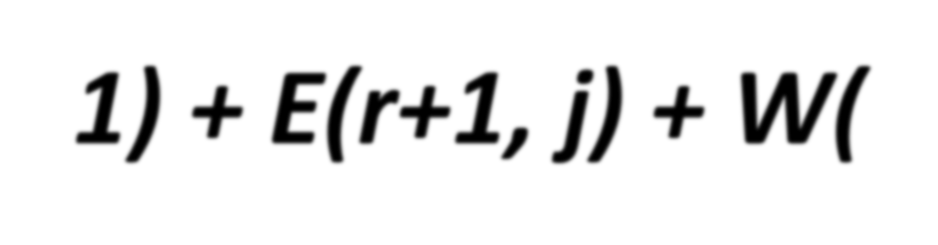 1) + E(r+1, j) + W(